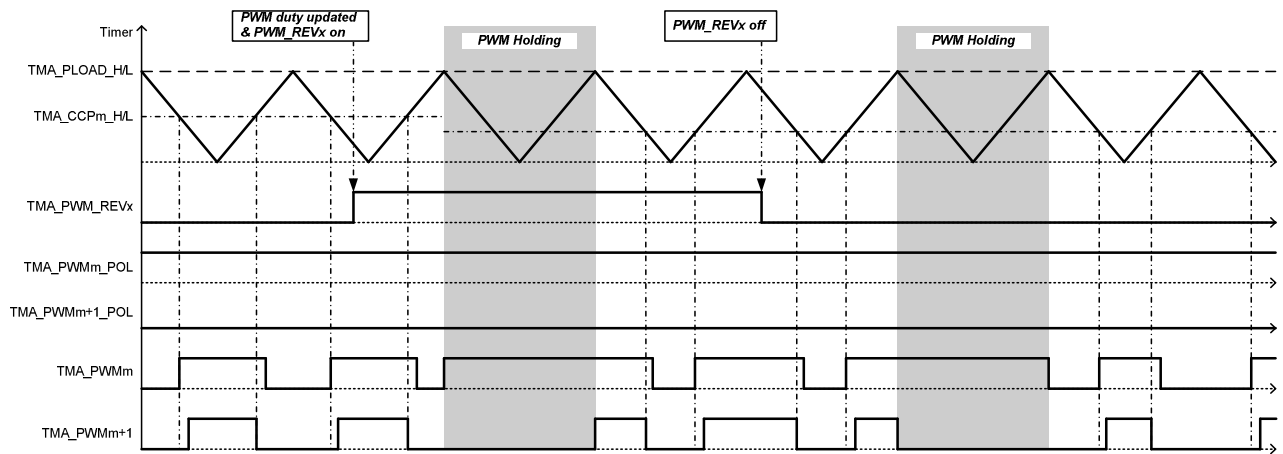 PWM duty updated
& PWM_REVx on
PWM_REVx off
Timer
PWM Holding
PWM Holding
TMA_PLOAD_H/L
TMA_CCPm_H/L
TMA_PWM_REVx
TMA_PWMm_POL
TMA_PWMm+1_POL
TMA_PWMm
TMA_PWMm+1